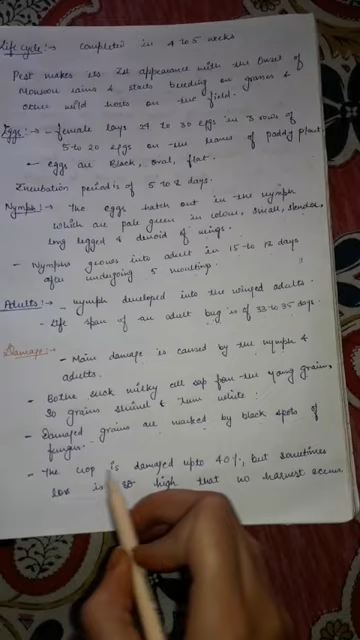 Life cycle:→ completed in 4 to 5 weeks
Pest makes its Ist appearance with the Onset of
Monsoon rains & starts breeding on grasses &
other wild hosts on the field.
Eggs:→ - female lays 24 to 30 eggs in 2 rows of
5 to 20 eggs on the leaves of paddy plant.
- eggs are Black, oval, flat.
Incubation period is of 5 to 8 days.
Nymph:→ The eggs hatch out in the nymph
which are pale green in colour, small, slender,
long legged & devoid of wings.
- Nymphs grows into adult in 15 to 18 days
after undergoing 5 moultings.
Adults:→ - nymph developed into the winged adults.
- Life span of an adult bug is of 33 to 35 days.
Damage:- - Main damage is caused by the nymph &
adults.
- Bothe suck milky cell sap from the young grain,
so grains shrivel & turn white.
- Damaged grains are marked by black spots of
fungus.
- The crop is damaged upto 40%, but sometimes
loss is so high that no harvest occurs